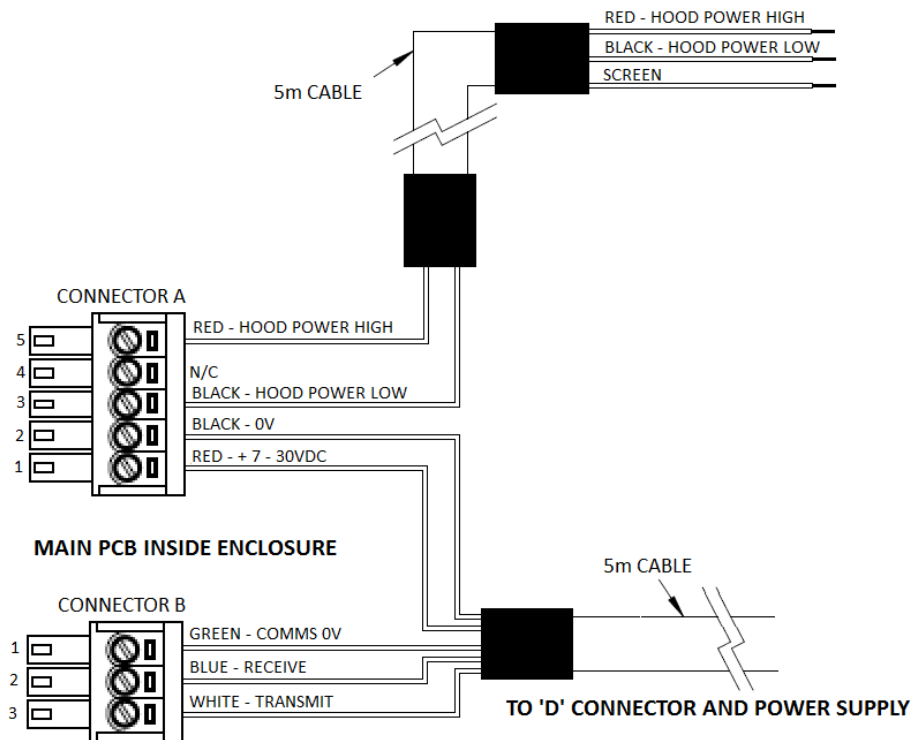 RED - HOOD POWER HIGH
BLACK - HOOD POWER LOW
SCREEN
5m CABLE
CONNECTOR A
5 RED - HOOD POWER HIGH
4 N/C
3 BLACK - HOOD POWER LOW
2 BLACK - 0V
1 RED - + 7 - 30VDC
MAIN PCB INSIDE ENCLOSURE
5m CABLE
CONNECTOR B
1 GREEN - COMMS 0V
2 BLUE - RECEIVE
3 WHITE - TRANSMIT
TO 'D' CONNECTOR AND POWER SUPPLY